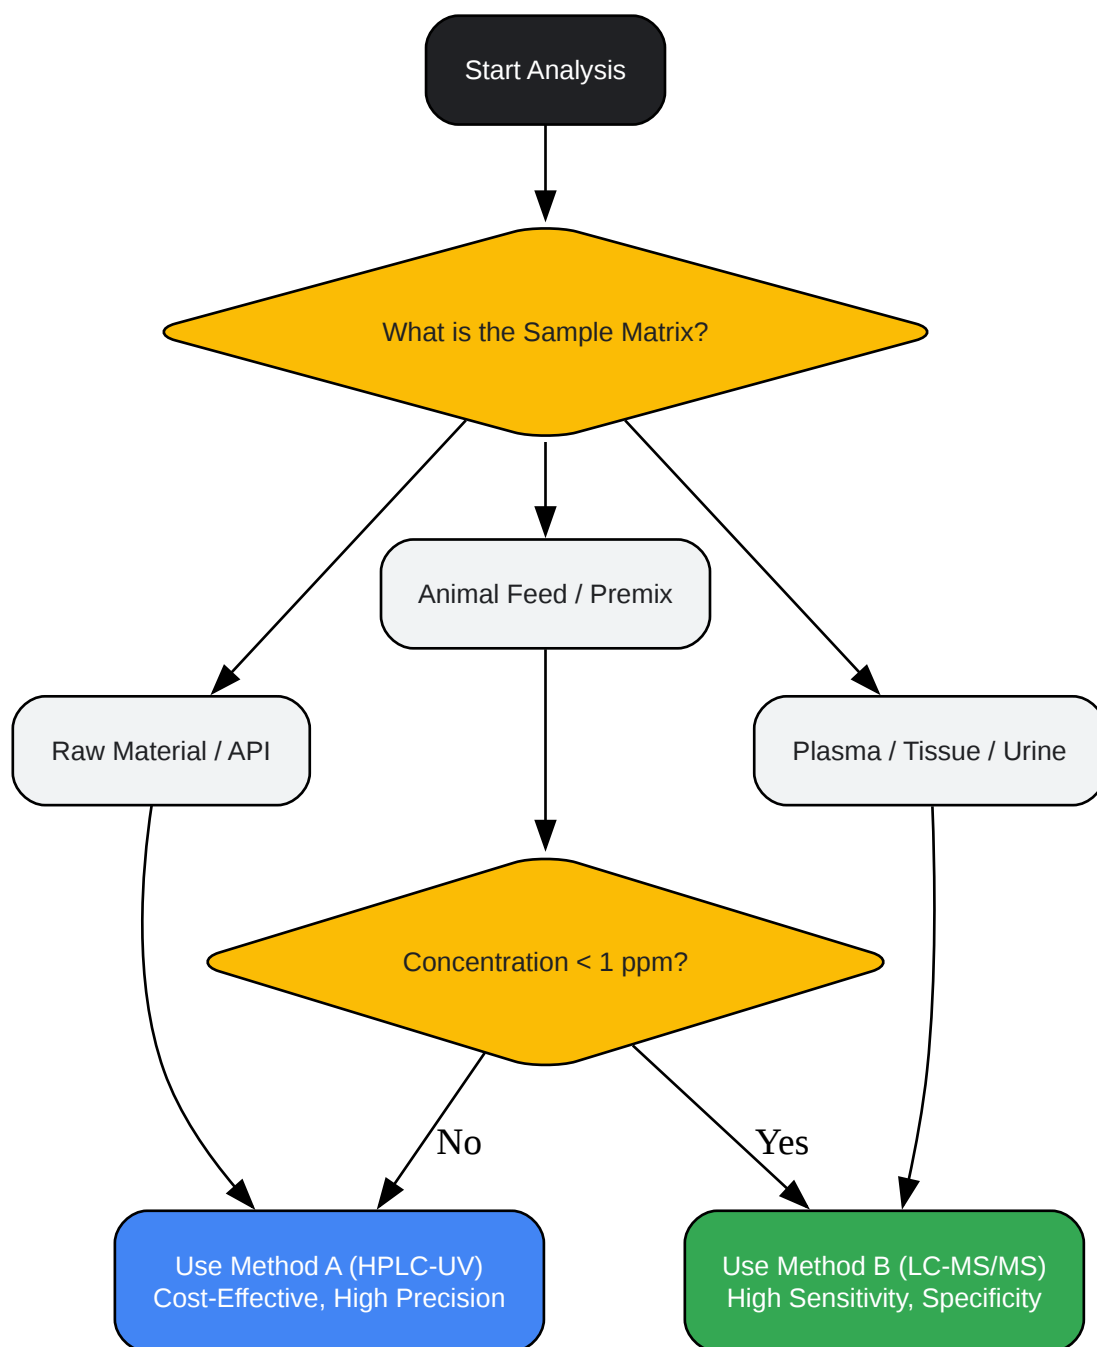 Start Analysis
What is the Sample Matrix?
Animal Feed / Premix
Raw Material / API
Plasma / Tissue / Urine
Concentration < 1 ppm?
No
Yes
Use Method A (HPLC-UV)
Cost-Effective, High Precision
Use Method B (LC-MS/MS)
High Sensitivity, Specificity